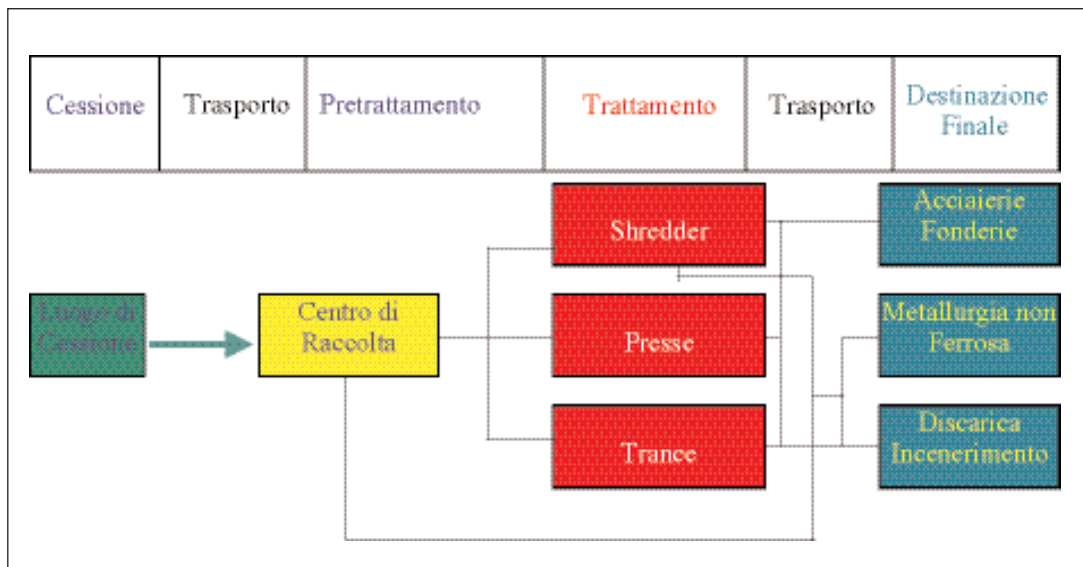 Cessione
Trasporto
Pretrattamento
Trattamento
Trasporto
Destinazione
Finale
Shredder
Acciaierie
Fonderie
Luogo di
Cessione
Centro di
Raccolta
Presse
Metallurgia non
Ferrosa
Trance
Discarica
Incenerimento